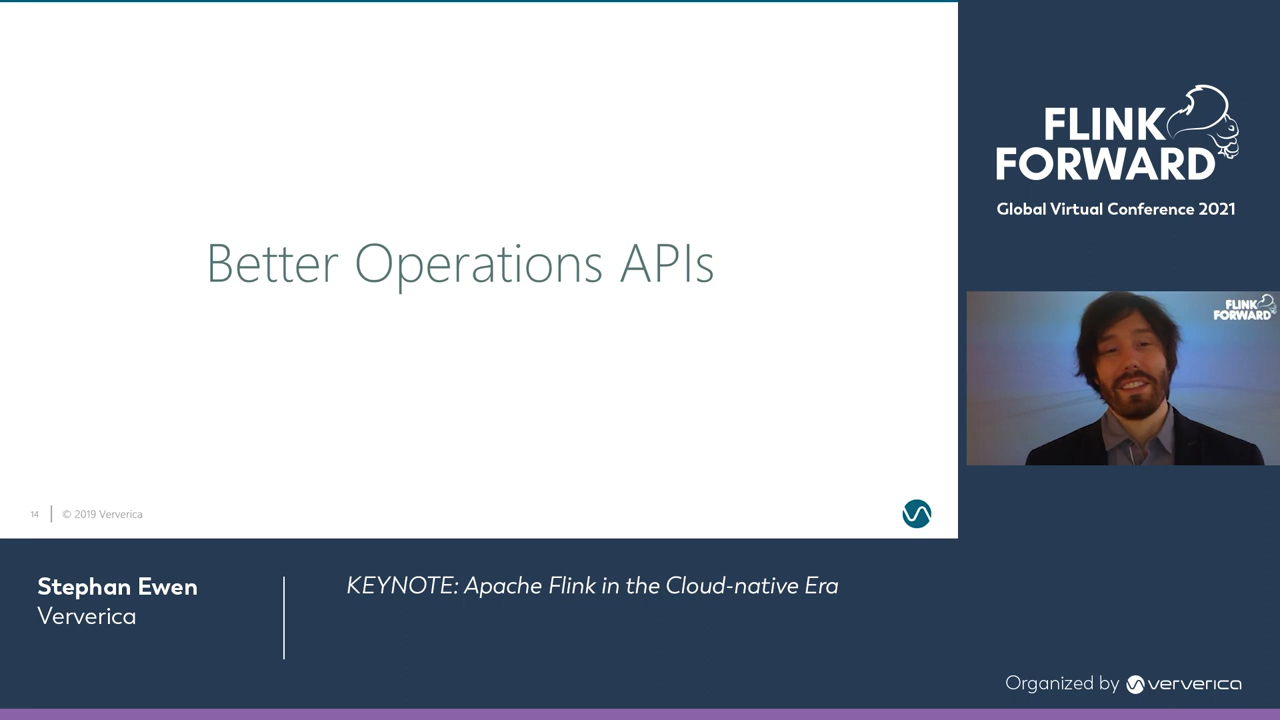 Better Operations APIs
14
© 2019 Ververica
FLINK
FORWARD
Global Virtual Conference 2021
FLINK
FORWARD
Stephan Ewen
Ververica
KEYNOTE: Apache Flink in the Cloud-native Era
Organized by ververica